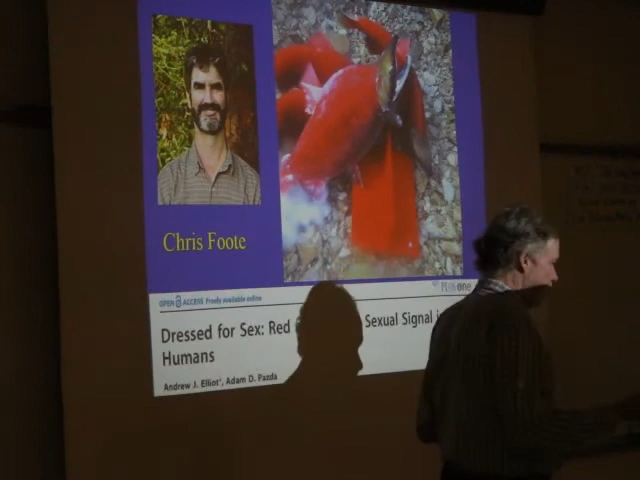 Chris Foote
OPEN ACCESS Freely available online
PLoS one
Dressed for Sex: Red Sexual Signal
Humans
Andrew J. Elliot*, Adam D. Pazda